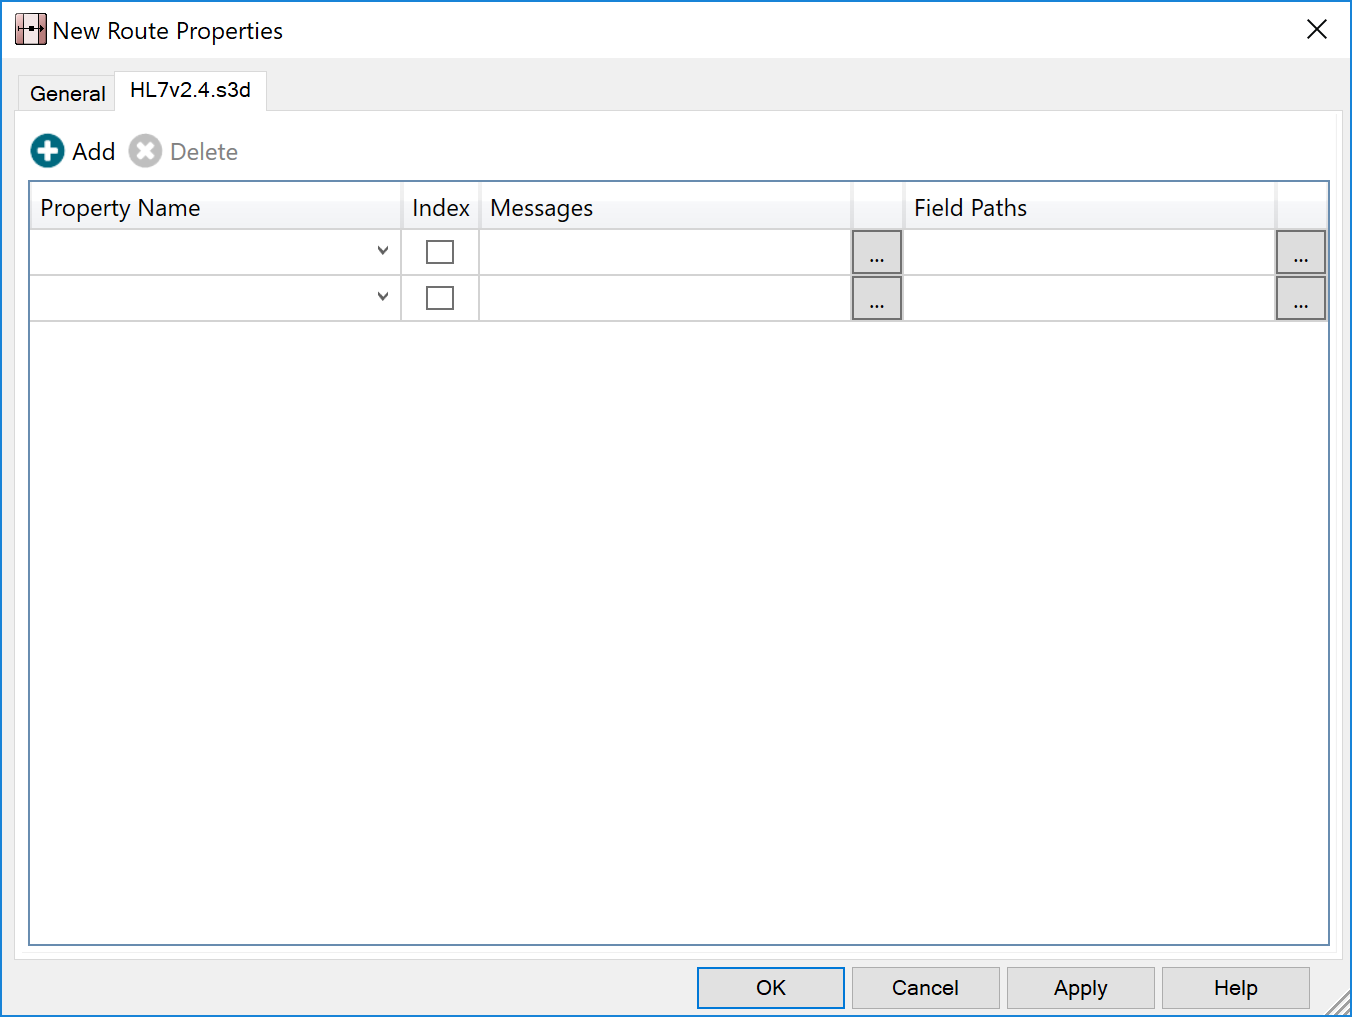 New Route Properties
General HL7v2.4.s3d
Add Delete
Property Name Index Messages Field Paths
... ...
... ...
OK Cancel Apply Help